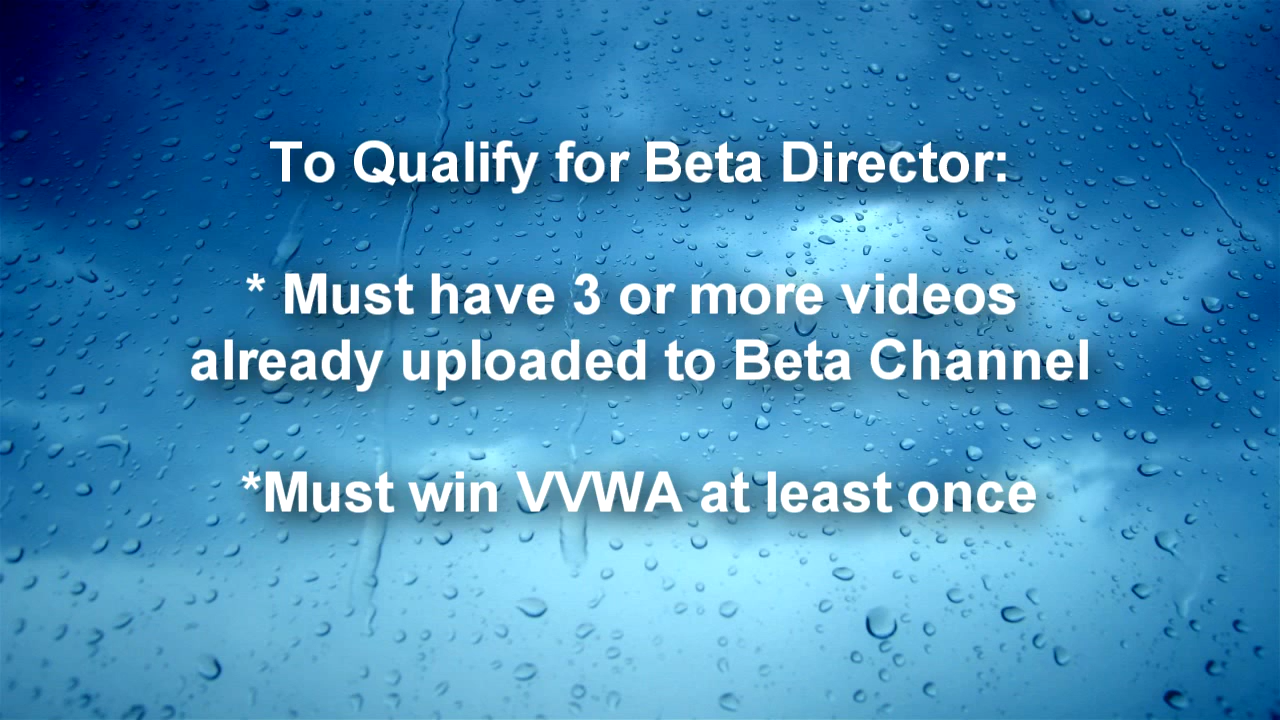 To Qualify for Beta Director:
* Must have 3 or more videos
already uploaded to Beta Channel
*Must win VVWA at least once